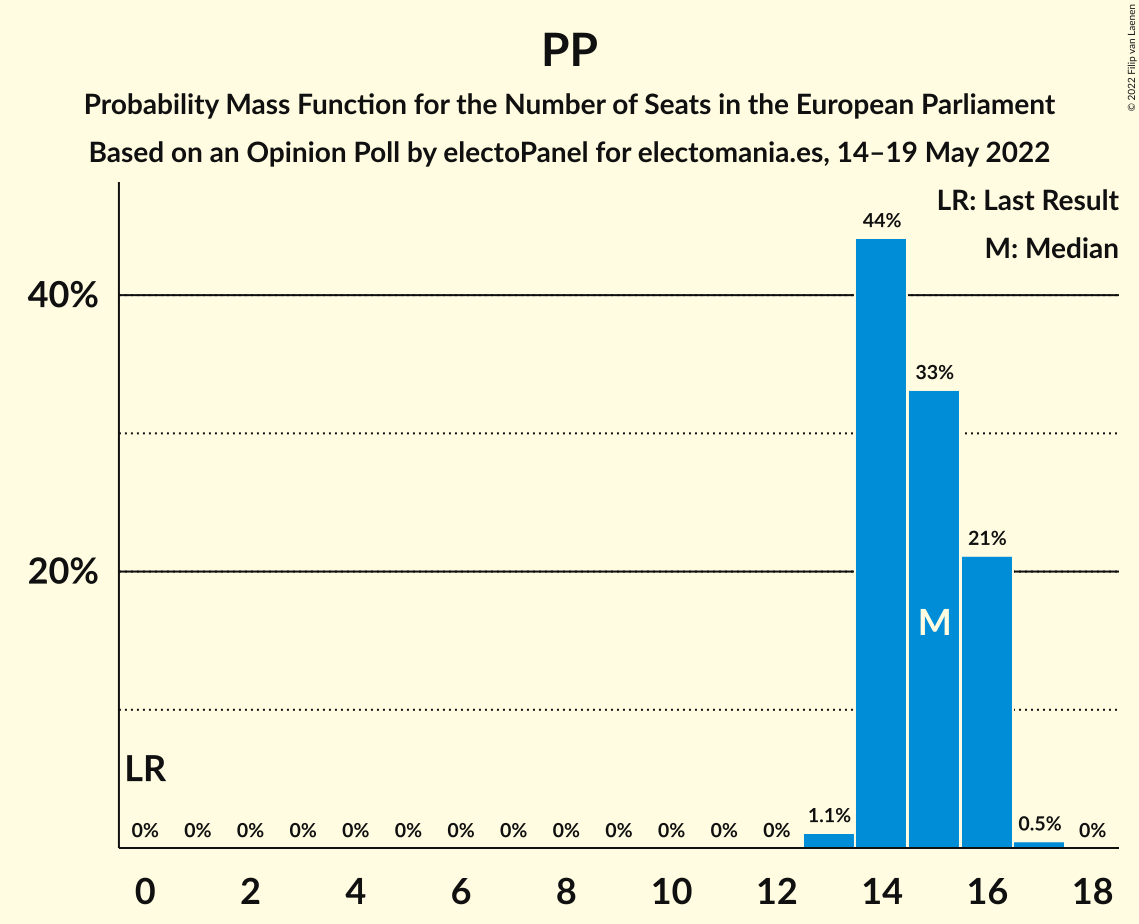 PP
Probability Mass Function for the Number of Seats in the European Parliament
Based on an Opinion Poll by electoPanel for electomania.es, 14–19 May 2022
© 2022 Filip van Laenen
LR: Last Result
M: Median
40%
20%
44%
33%
21%
M
LR
0% 0% 0% 0% 0% 0% 0% 0% 0% 0% 0% 0% 0% 1.1% 0.5% 0%
0 2 4 6 8 10 12 14 16 18